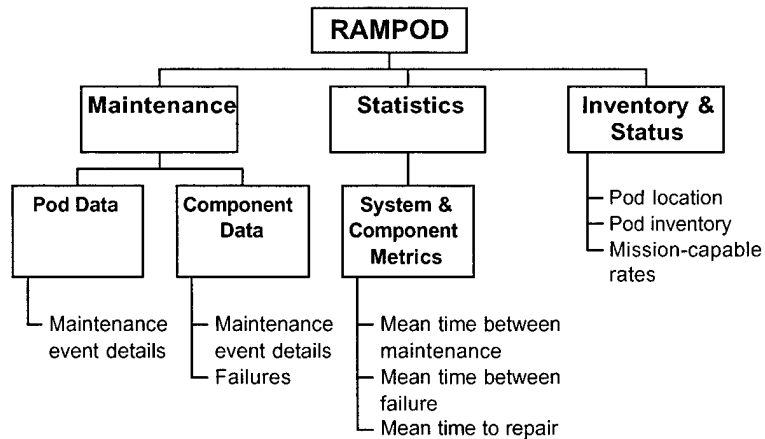 RAMPOD
Maintenance
Statistics
Inventory &
Status
Pod Data
Component
Data
System &
Component
Metrics
Pod location
Pod inventory
Mission-capable
rates
Maintenance
event details
Maintenance
event details
Failures
Mean time between
maintenance
Mean time between
failure
Mean time to repair